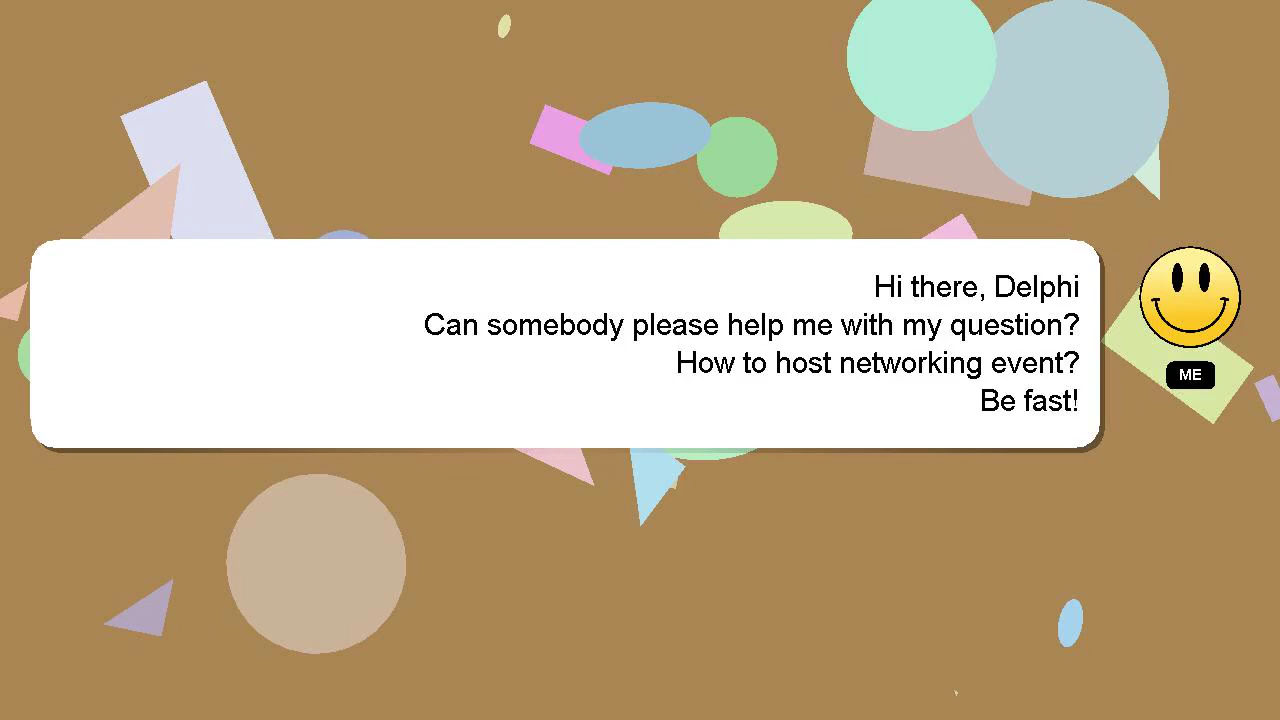 Hi there, Delphi
Can somebody please help me with my question?
How to host networking event?
Be fast!
ME